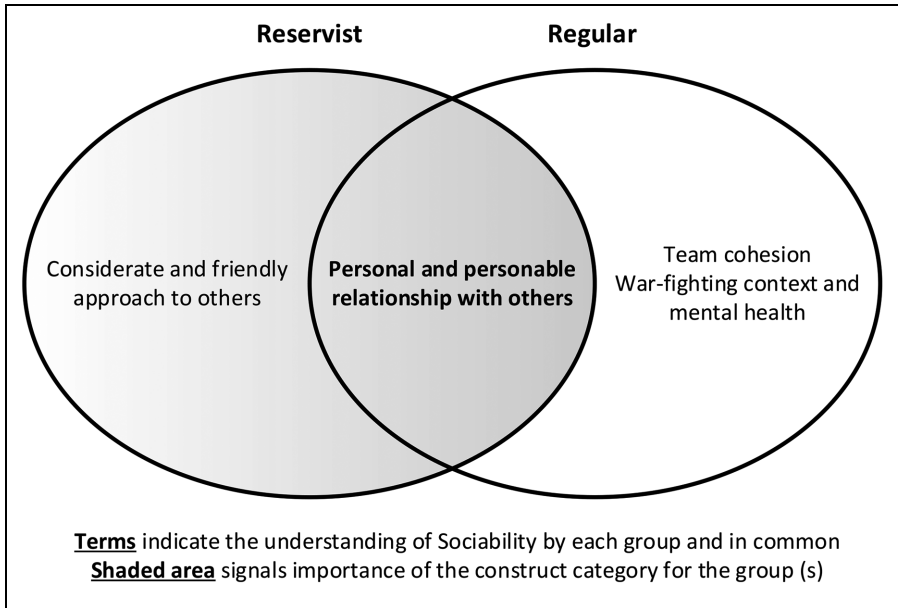 Reservist
Regular
Considerate and friendly
approach to others
Personal and personable
relationship with others
Team cohesion
War-fighting context and
mental health
Terms indicate the understanding of Sociability by each group and in common
Shaded area signals importance of the construct category for the group (s)